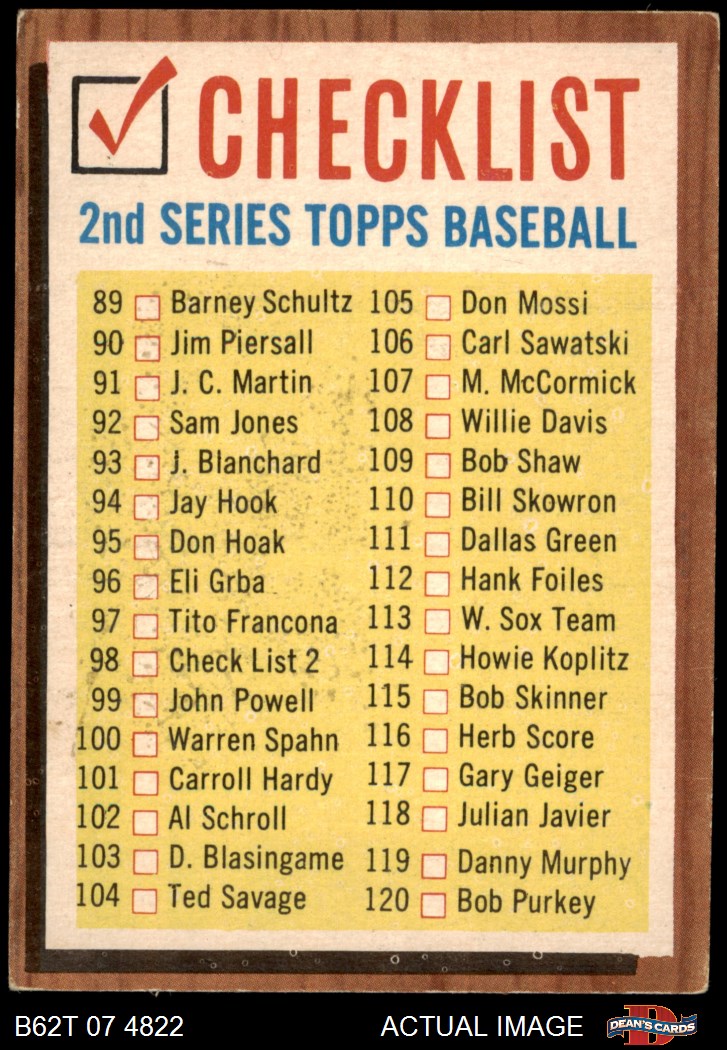 CHECKLIST
2nd SERIES TOPPS BASEBALL
89 Barney Schultz
90 Jim Piersall
91 J. C. Martin
92 Sam Jones
93 J. Blanchard
94 Jay Hook
95 Don Hoak
96 Eli Grba
97 Tito Francona
98 Check List 2
99 John Powell
100 Warren Spahn
101 Carroll Hardy
102 Al Schroll
103 D. Blasingame
104 Ted Savage
105 Don Mossi
106 Carl Sawatski
107 M. McCormick
108 Willie Davis
109 Bob Shaw
110 Bill Skowron
111 Dallas Green
112 Hank Foiles
113 W. Sox Team
114 Howie Koplitz
115 Bob Skinner
116 Herb Score
117 Gary Geiger
118 Julian Javier
119 Danny Murphy
120 Bob Purkey
B62T 07 4822
ACTUAL IMAGE
D
DEAN'S CARDS